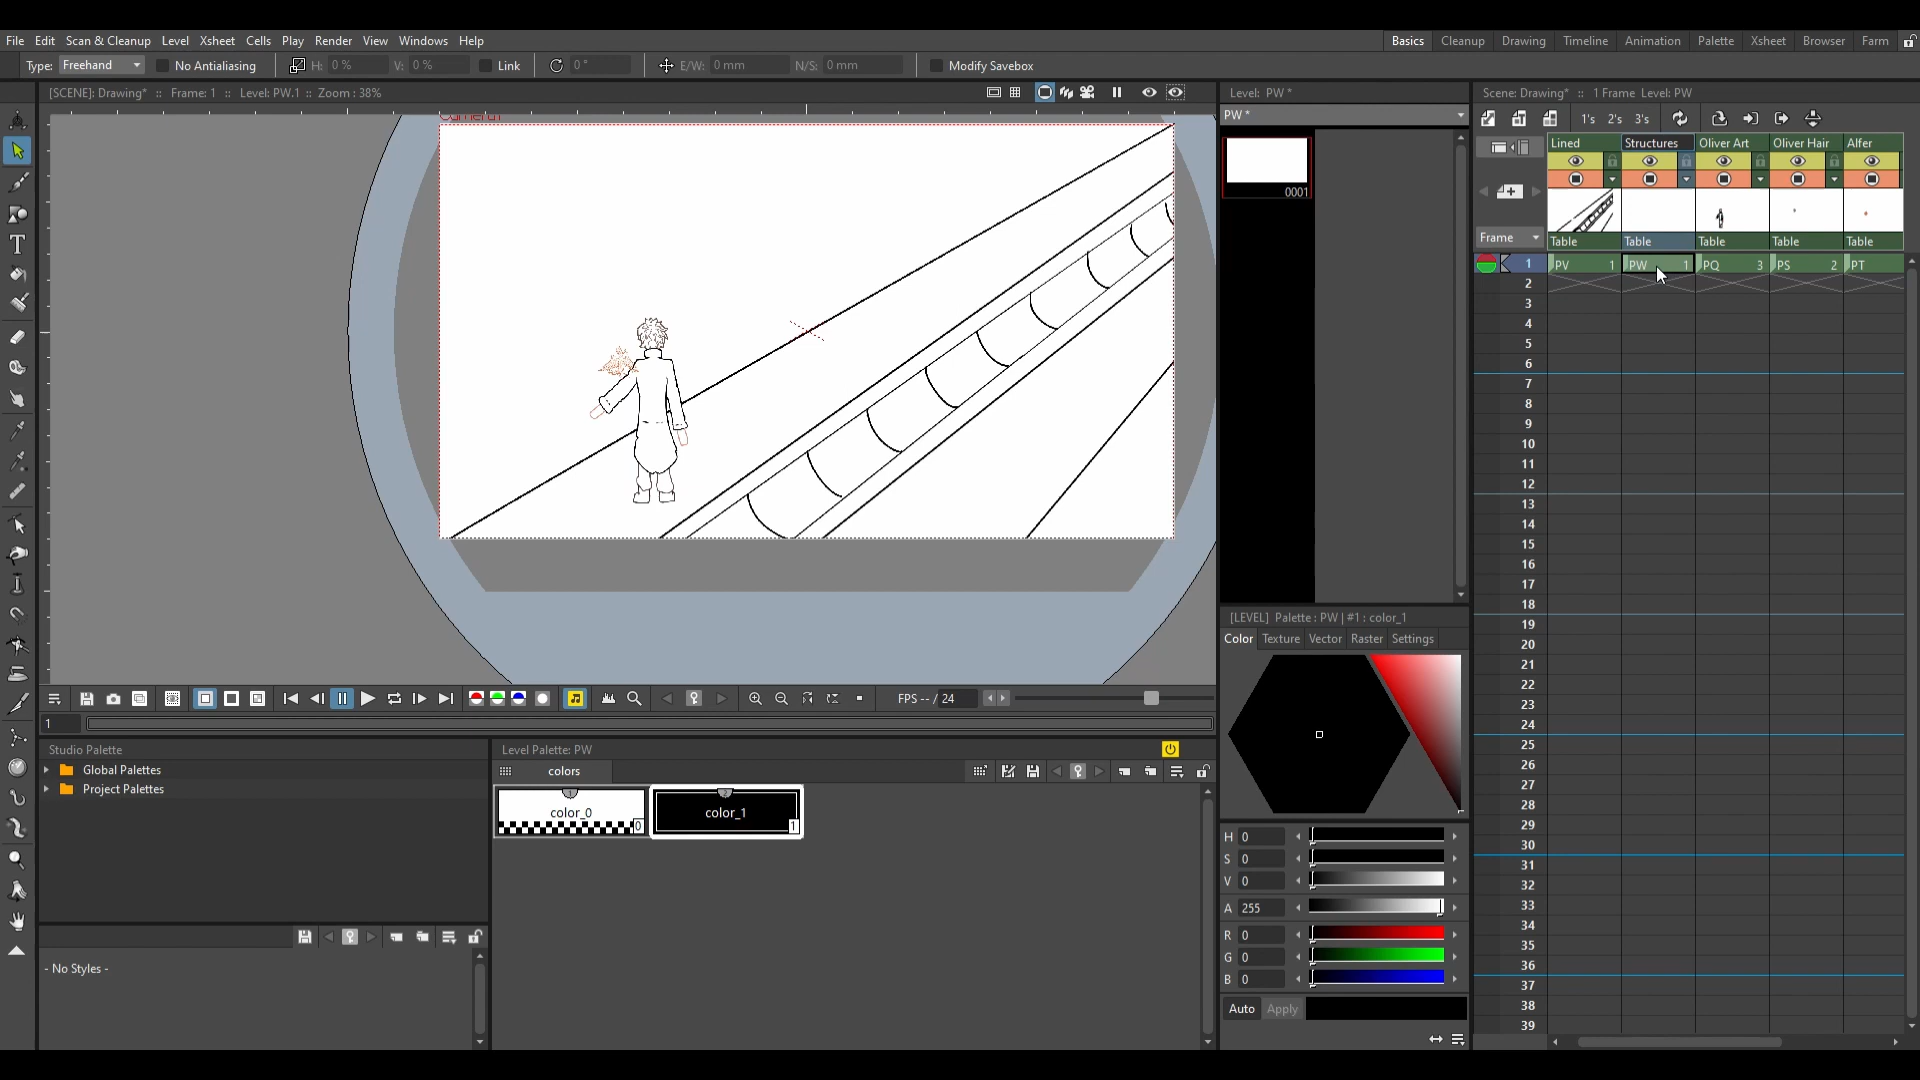 File Edit Scan & Cleanup Level Xsheet Cells Play Render View Windows Help Basics Cleanup Drawing Timeline Animation Palette Xsheet Browser Farm
Type: Freehand No Antialiasing H: 0 % V: 0 % Link 0 ° E/W: 0 mm N/S: 0 mm Modify Savebox
[SCENE]: Drawing* :: Frame: 1 :: Level: PW.1 :: Zoom : 38%
Level: PW *
Scene: Drawing* :: 1 Frame Level: PW
PW *
1's 2's 3's
Lined Structures Oliver Art Oliver Hair Alfer
0001
Frame
Table Table Table Table Table
1 PV 1 PW 1 PQ 3 PS 2 PT
2
3
4
5
6
7
8
9
10
11
12
13
14
15
16
17
18
19
20
21
22
23
24
25
26
27
28
29
30
31
32
33
34
35
36
37
38
39
[LEVEL] Palette : PW | #1 : color_1
Color Texture Vector Raster Settings
FPS -- / 24
1
Studio Palette
Global Palettes
Project Palettes
Level Palette: PW
colors
1 color_0 0
2 color_1 1
H 0
S 0
V 0
A 255
R 0
G 0
B 0
Auto Apply
- No Styles -